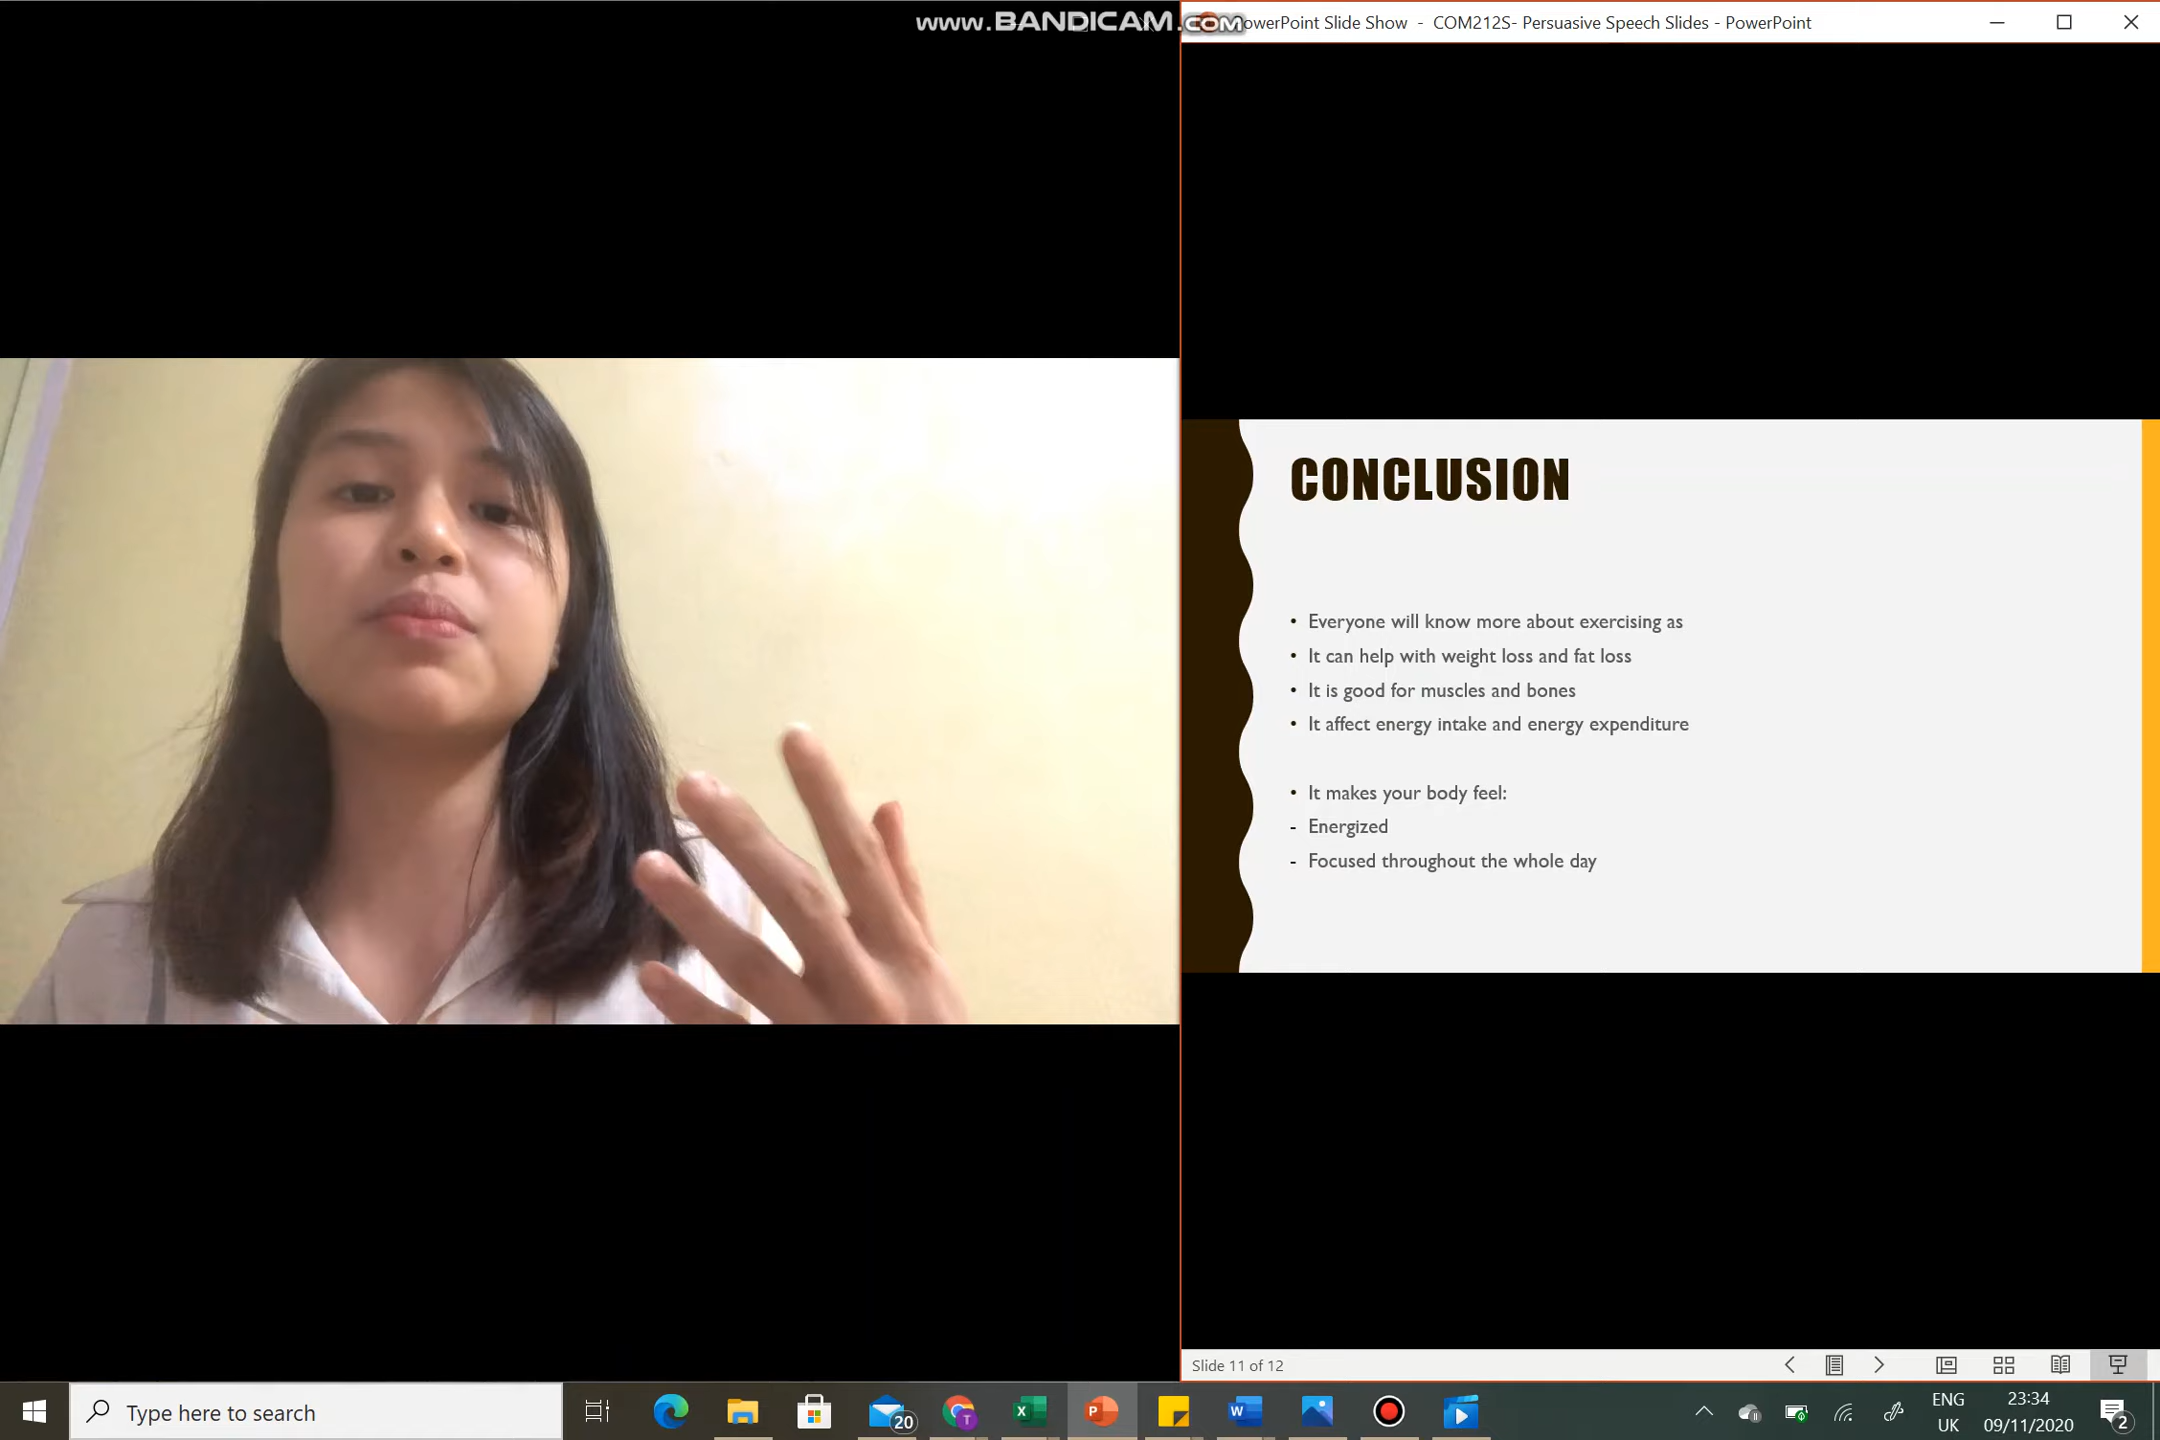 www.BANDICAM.com
PowerPoint Slide Show - COM212S- Persuasive Speech Slides - PowerPoint
CONCLUSION
• Everyone will know more about exercising as
• It can help with weight loss and fat loss
• It is good for muscles and bones
• It affect energy intake and energy expenditure
• It makes your body feel:
- Energized
- Focused throughout the whole day
Slide 11 of 12
Type here to search
20
T
X
P
W
ENG
UK
23:34
09/11/2020
2